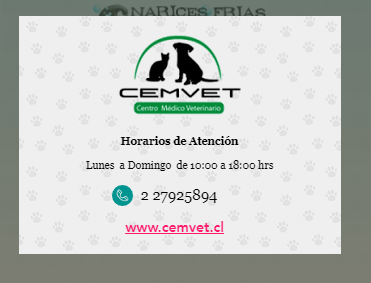 NARICES FRIAS
CEMVET
Centro Médico Veterinario
Horarios de Atención
Lunes a Domingo de 10:00 a 18:00 hrs
2 27925894
www.cemvet.cl